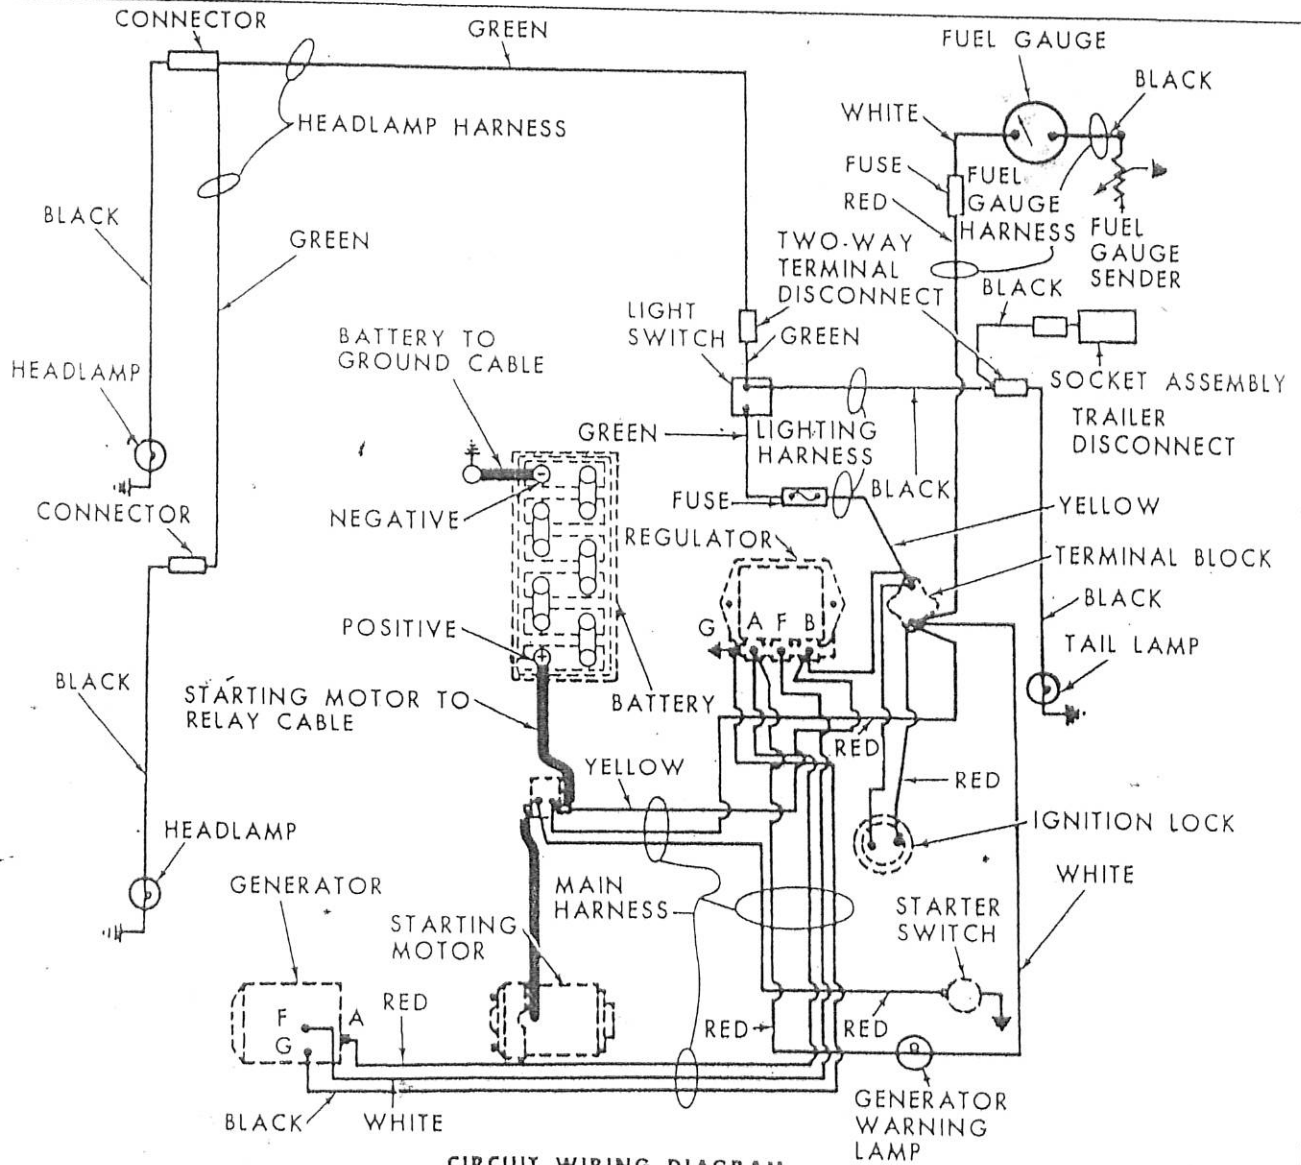 CONNECTOR
GREEN
FUEL GAUGE
BLACK
WHITE
HEADLAMP HARNESS
FUSE
FUEL
GAUGE
HARNESS
RED
BLACK
GREEN
FUEL
GAUGE
SENDER
TWO-WAY
TERMINAL
DISCONNECT
BLACK
LIGHT
SWITCH
BATTERY TO
GROUND CABLE
GREEN
HEADLAMP
SOCKET ASSEMBLY
TRAILER
DISCONNECT
GREEN
LIGHTING
HARNESS
BLACK
FUSE
CONNECTOR
NEGATIVE
-
YELLOW
REGULATOR
TERMINAL BLOCK
BLACK
G
A
F
B
POSITIVE
+
TAIL LAMP
BLACK
STARTING MOTOR TO
RELAY CABLE
BATTERY
RED
YELLOW
RED
IGNITION LOCK
HEADLAMP
GENERATOR
MAIN
HARNESS
WHITE
STARTER
SWITCH
STARTING
MOTOR
F
A
G
RED
RED
RED
BLACK
WHITE
GENERATOR
WARNING
LAMP
CIRCUIT WIRING DIAGRAM